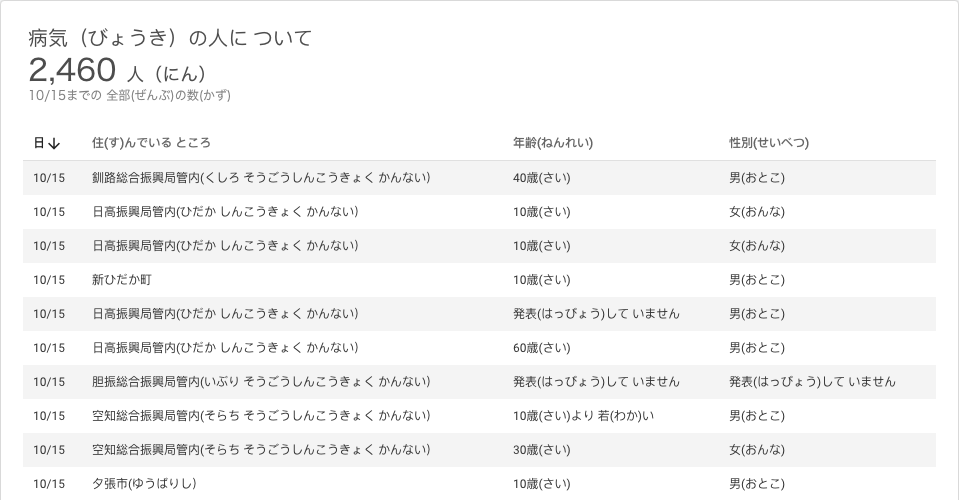 病気（びょうき）の人に ついて
2,460 人（にん）
10/15までの 全部(ぜんぶ)の数(かず)
日↓ 住(す)んでいる ところ 年齢(ねんれい) 性別(せいべつ)
10/15 釧路総合振興局管内(くしろ そうごうしんこうきょく かんない) 40歳(さい) 男(おとこ)
10/15 日高振興局管内(ひだか しんこうきょく かんない) 10歳(さい) 女(おんな)
10/15 日高振興局管内(ひだか しんこうきょく かんない) 10歳(さい) 女(おんな)
10/15 新ひだか町 10歳(さい) 男(おとこ)
10/15 日高振興局管内(ひだか しんこうきょく かんない) 発表(はっぴょう)して いません 男(おとこ)
10/15 日高振興局管内(ひだか しんこうきょく かんない) 60歳(さい) 男(おとこ)
10/15 胆振総合振興局管内(いぶり そうごうしんこうきょく かんない) 発表(はっぴょう)して いません 発表(はっぴょう)して いません
10/15 空知総合振興局管内(そらち そうごうしんこうきょく かんない) 10歳(さい)より 若(わか)い 男(おとこ)
10/15 空知総合振興局管内(そらち そうごうしんこうきょく かんない) 30歳(さい) 女(おんな)
10/15 夕張市(ゆうばりし) 10歳(さい) 男(おとこ)